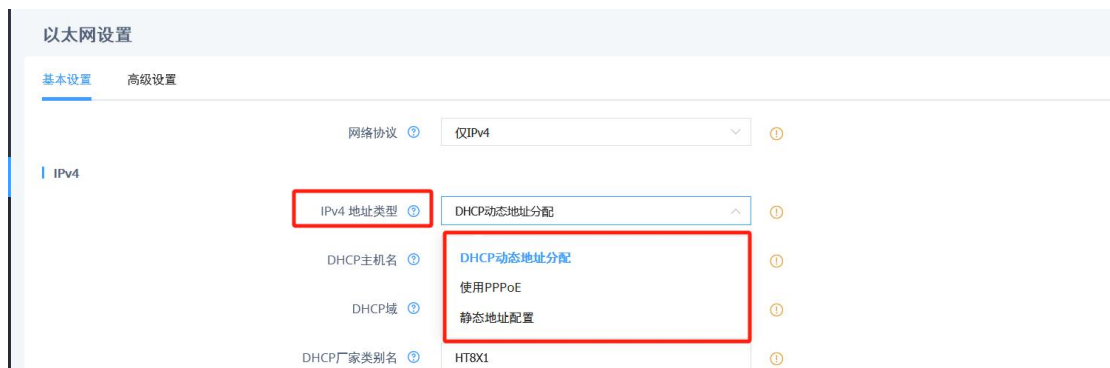 以太网设置
基本设置 高级设置
网络协议 仅IPv4
IPv4
IPv4 地址类型 DHCP动态地址分配
DHCP主机名 DHCP动态地址分配
使用PPPoE
DHCP域 静态地址配置
DHCP厂家类别名 HT8X1